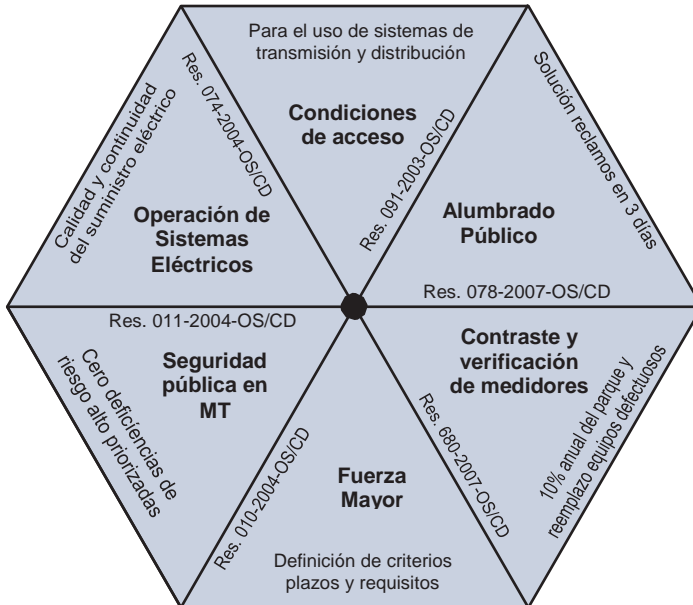 Para el uso de sistemas de
transmisión y distribución
Condiciones
de acceso
Res. 091-2003-OS/CD
Solución reclamos en 3 días
Alumbrado
Público
Res. 078-2007-OS/CD
Contraste y
verificación
de medidores
10% anual del parque y
reemplazo equipos defectuosos
Res. 680-2007-OS/CD
Fuerza
Mayor
Definición de criterios
plazos y requisitos
Res. 010-2004-OS/CD
Seguridad
pública en
MT
Cero deficiencias de
riesgo alto priorizadas
Res. 011-2004-OS/CD
Operación de
Sistemas
Eléctricos
Calidad y continuidad
del suministro eléctrico
Res. 074-2004-OS/CD